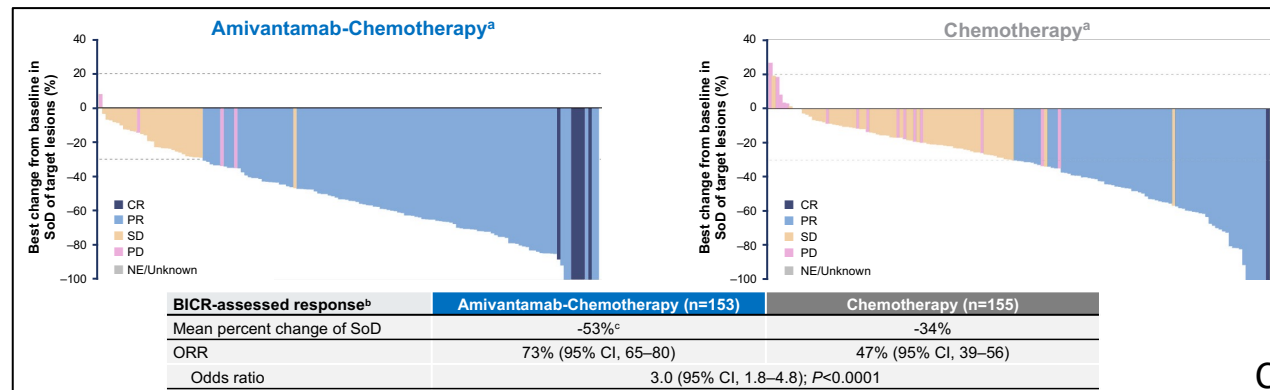 Amivantamab-Chemotherapyᵃ
Best change from baseline in
SoD of target lesions (%)
40
20
0
−20
−40
−60
−80
−100
CR
PR
SD
PD
NE/Unknown
Chemotherapyᵃ
Best change from baseline in
SoD of target lesions (%)
40
20
0
−20
−40
−60
−80
−100
CR
PR
SD
PD
NE/Unknown
BICR-assessed responseᵇ Amivantamab-Chemotherapy (n=153) Chemotherapy (n=155)
Mean percent change of SoD -53%ᶜ -34%
ORR 73% (95% CI, 65–80) 47% (95% CI, 39–56)
Odds ratio 3.0 (95% CI, 1.8–4.8); P<0.0001